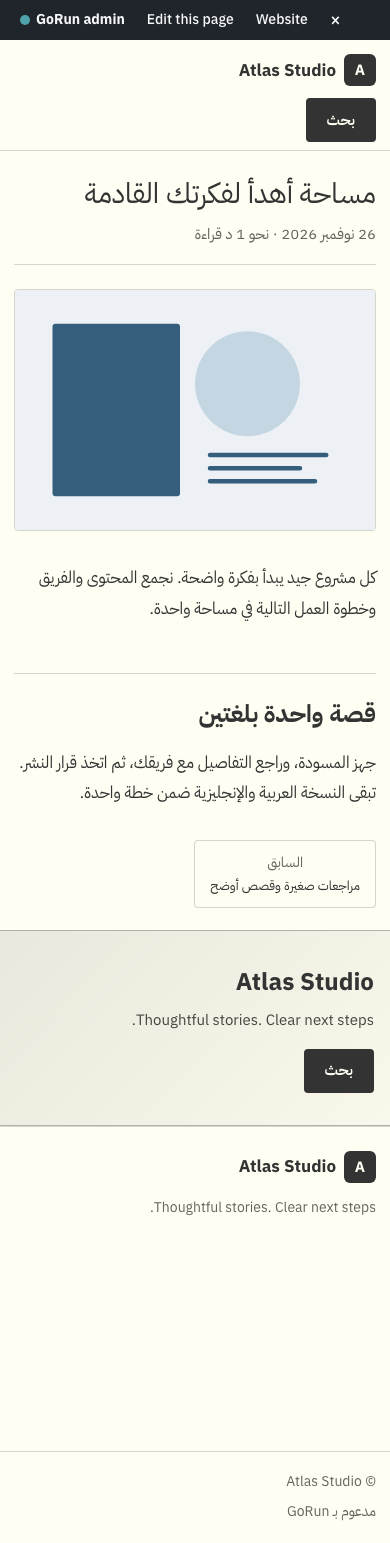 GoRun admin Edit this page Website ×
A Atlas Studio
بحث
مساحة أهدأ لفكرتك القادمة
26 نوفمبر 2026 · نحو 1 د قراءة
كل مشروع جيد يبدأ بفكرة واضحة. نجمع المحتوى والفريق
وخطوة العمل التالية في مساحة واحدة.
قصة واحدة بلغتين
جهز المسودة، وراجع التفاصيل مع فريقك، ثم اتخذ قرار النشر.
تبقى النسخة العربية والإنجليزية ضمن خطة واحدة.
السابق
مراجعات صغيرة وقصص أوضح
Atlas Studio
.Thoughtful stories. Clear next steps
بحث
A Atlas Studio
.Thoughtful stories. Clear next steps
© Atlas Studio
مدعوم بـ GoRun